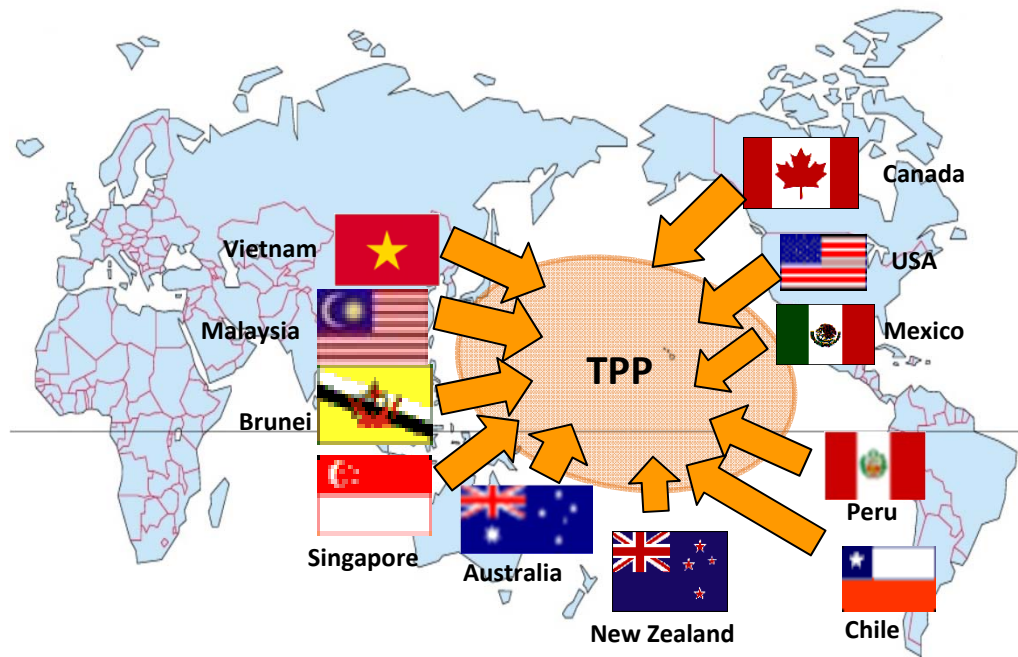 Canada
Vietnam
USA
Malaysia
Mexico
TPP
Brunei
Peru
Singapore
Australia
New Zealand
Chile